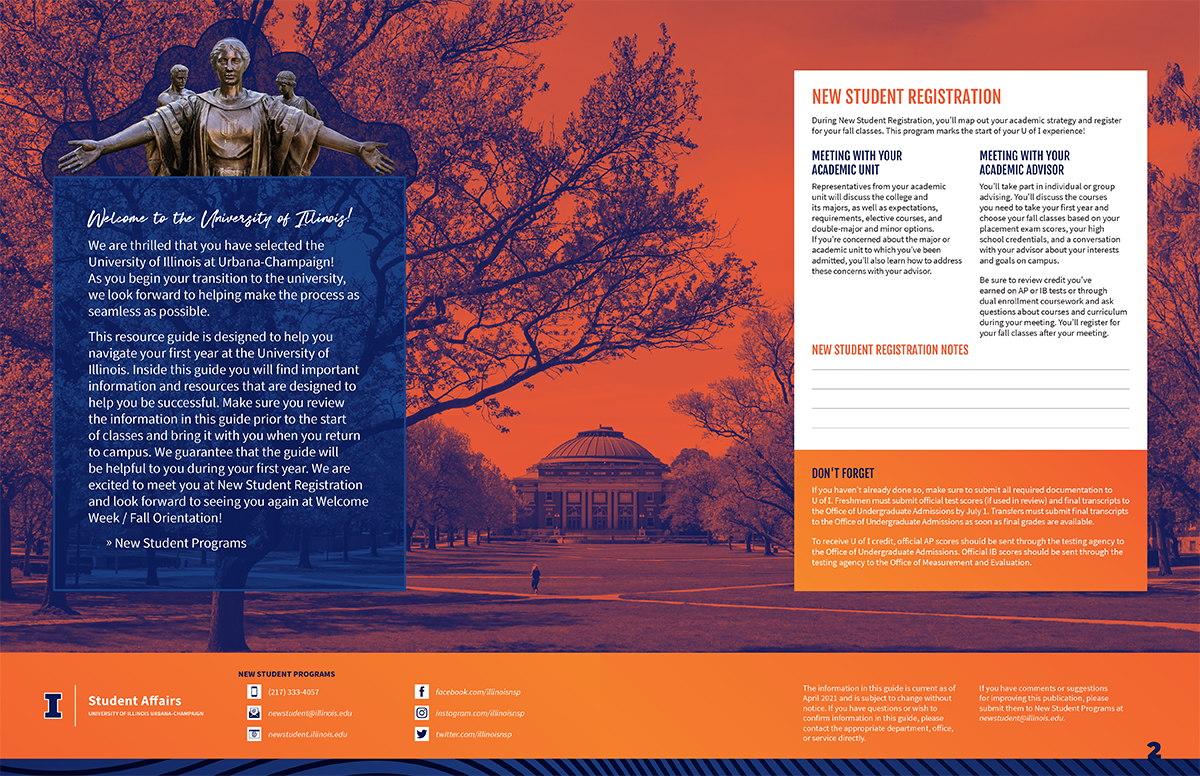 Welcome to the University of Illinois!
We are thrilled that you have selected the
University of Illinois at Urbana-Champaign!
As you begin your transition to the university,
we look forward to helping make the process as
seamless as possible.
This resource guide is designed to help you
navigate your first year at the University of
Illinois. Inside this guide you will find important
information and resources that are designed to
help you be successful. Make sure you review
the information in this guide prior to the start
of classes and bring it with you when you return
to campus. We guarantee that the guide will
be helpful to you during your first year. We are
excited to meet you at New Student Registration
and look forward to seeing you again at Welcome
Week / Fall Orientation!
» New Student Programs
NEW STUDENT REGISTRATION
During New Student Registration, you'll map out your academic strategy and register
for your fall classes. This program marks the start of your U of I experience!
MEETING WITH YOUR
ACADEMIC UNIT
Representatives from your academic
unit will discuss the college and
its majors, as well as expectations,
requirements, elective courses, and
double-major and minor options.
If you're concerned about the major or
academic unit to which you've been
admitted, you'll also learn how to address
these concerns with your advisor.
MEETING WITH YOUR
ACADEMIC ADVISOR
You'll take part in individual or group
advising. You'll discuss the courses
you need to take your first year and
choose your fall classes based on your
placement exam scores, your high
school credentials, and a conversation
with your advisor about your interests
and goals on campus.
Be sure to review credit you've
earned on AP or IB tests or through
dual enrollment coursework and ask
questions about courses and curriculum
during your meeting. You'll register for
your fall classes after your meeting.
NEW STUDENT REGISTRATION NOTES
DON'T FORGET
If you haven't already done so, make sure to submit all required documentation to
U of I. Freshmen must submit official test scores (if used in review) and final transcripts to
the Office of Undergraduate Admissions by July 1. Transfers must submit final transcripts
to the Office of Undergraduate Admissions as soon as final grades are available.
To receive U of I credit, official AP scores should be sent through the testing agency to
the Office of Undergraduate Admissions. Official IB scores should be sent through the
testing agency to the Office of Measurement and Evaluation.
I
Student Affairs
UNIVERSITY OF ILLINOIS URBANA-CHAMPAIGN
NEW STUDENT PROGRAMS
(217) 333-4057
newstudent@illinois.edu
newstudent.illinois.edu
facebook.com/illinoisnsp
instagram.com/illinoisnsp
twitter.com/illinoisnsp
The information in this guide is current as of
April 2021 and is subject to change without
notice. If you have questions or wish to
confirm information in this guide, please
contact the appropriate department, office,
or service directly.
If you have comments or suggestions
for improving this publication, please
submit them to New Student Programs at
newstudent@illinois.edu.
2